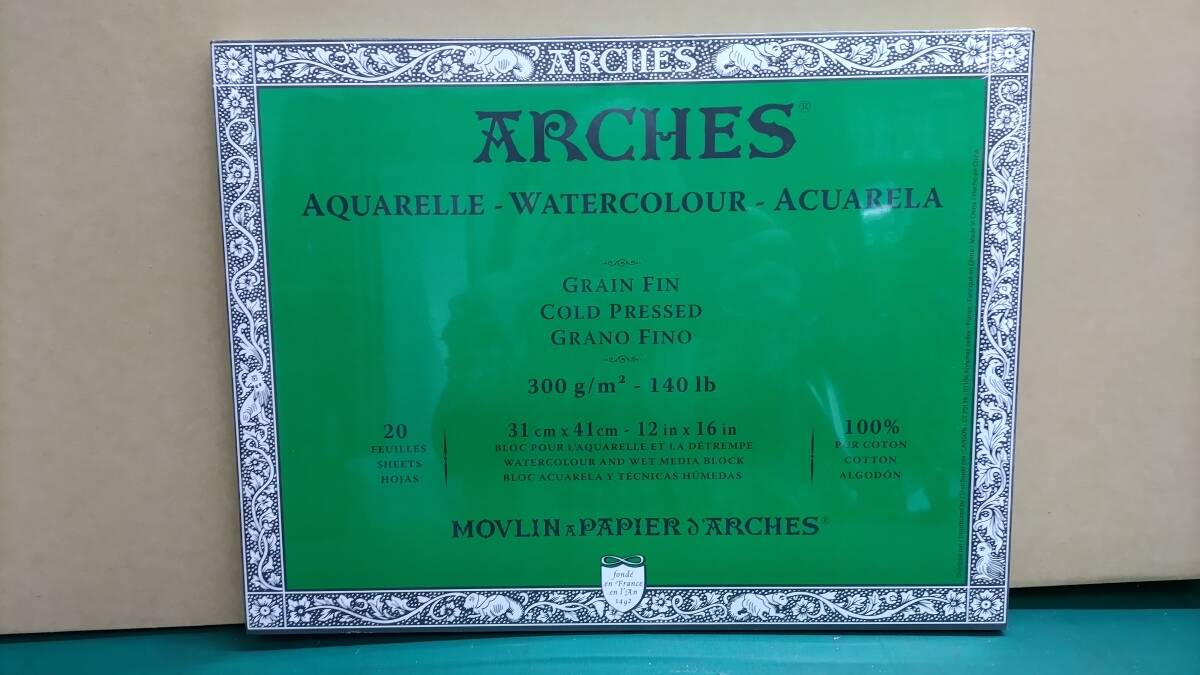 ARCHES
ARCHES®
AQUARELLE - WATERCOLOUR - ACUARELA
GRAIN FIN
COLD PRESSED
GRANO FINO
300 g/m² - 140 lb
20
FEUILLES
SHEETS
HOJAS
31 cm x 41cm - 12 in x 16 in
BLOC POUR L'AQUARELLE ET LA DÉTREMPE
WATERCOLOUR AND WET MEDIA BLOCK
BLOC ACUARELA Y TÉCNICAS HÚMEDAS
100%
PUR COTON
COTTON
ALGODÓN
MOVLIN A PAPIER D'ARCHES®
fondé
en France
en l'An
1492